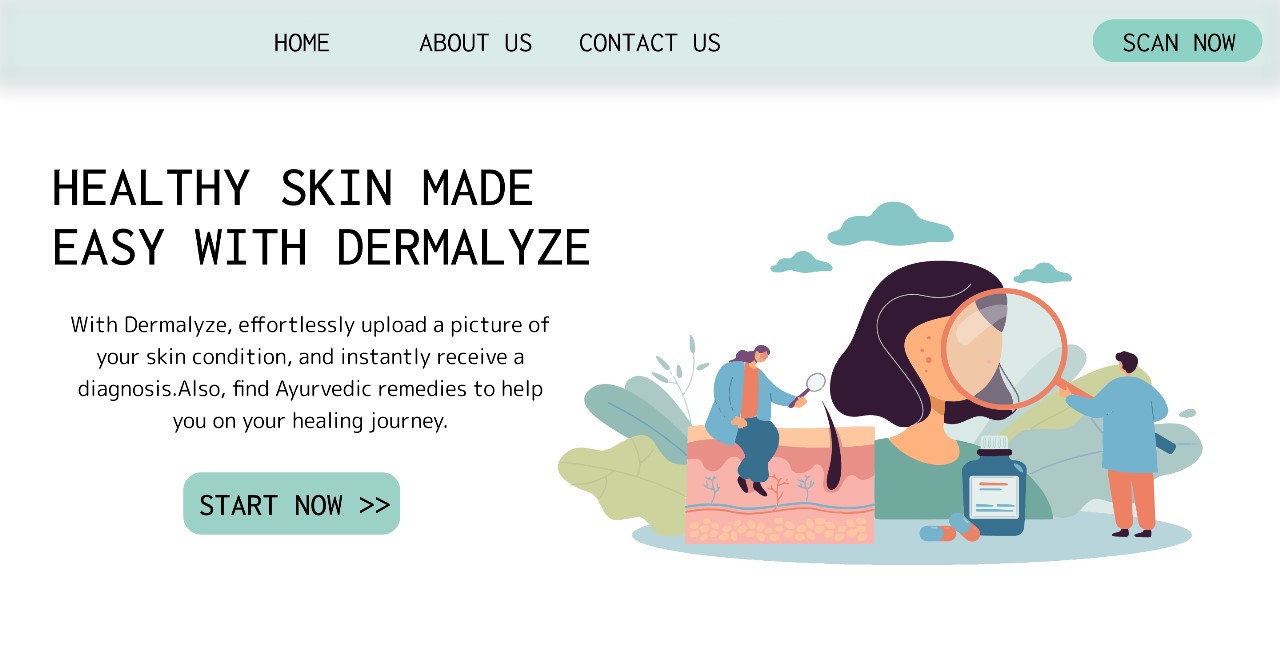 HOME ABOUT US CONTACT US SCAN NOW
HEALTHY SKIN MADE
EASY WITH DERMALYZE
With Dermalyze, effortlessly upload a picture of
your skin condition, and instantly receive a
diagnosis.Also, find Ayurvedic remedies to help
you on your healing journey.
START NOW >>